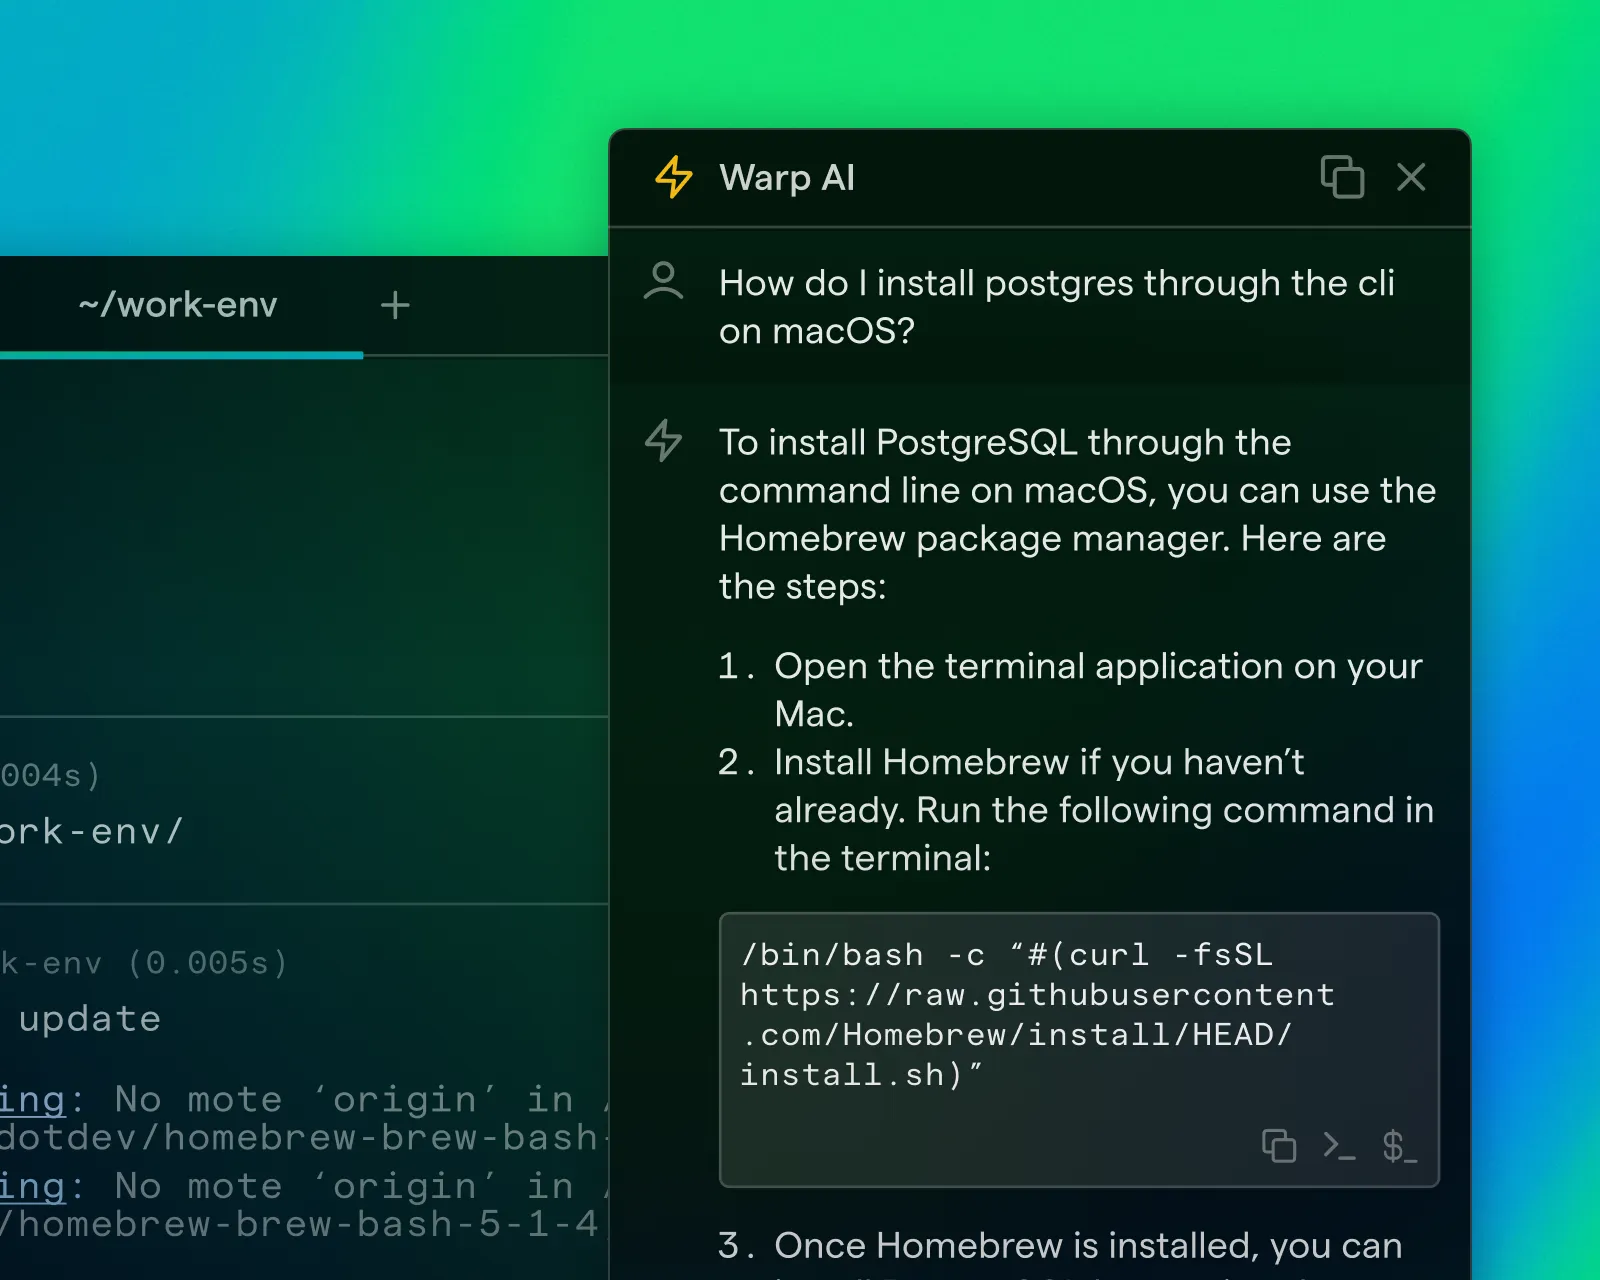 ~/work-env
004s)
ork-env/
k-env (0.005s)
update
ing: No mote ‘origin’ in
dotdev/homebrew-brew-bash-
ing: No mote ‘origin’ in
/homebrew-brew-bash-5-1-4
Warp AI
How do I install postgres through the cli
on macOS?
To install PostgreSQL through the
command line on macOS, you can use the
Homebrew package manager. Here are
the steps:
1. Open the terminal application on your
Mac.
2. Install Homebrew if you haven’t
already. Run the following command in
the terminal:
/bin/bash -c “#(curl -fsSL
https://raw.githubusercontent
.com/Homebrew/install/HEAD/
install.sh)”
>_ $_
3. Once Homebrew is installed, you can